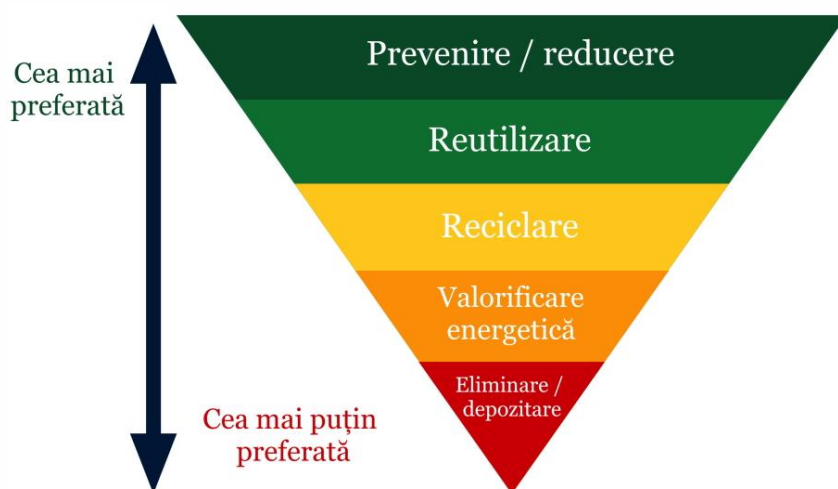 Prevenire / reducere
Cea mai
preferată
Reutilizare
Reciclare
Valorificare
energetică
Eliminare /
depozitare
Cea mai puțin
preferată